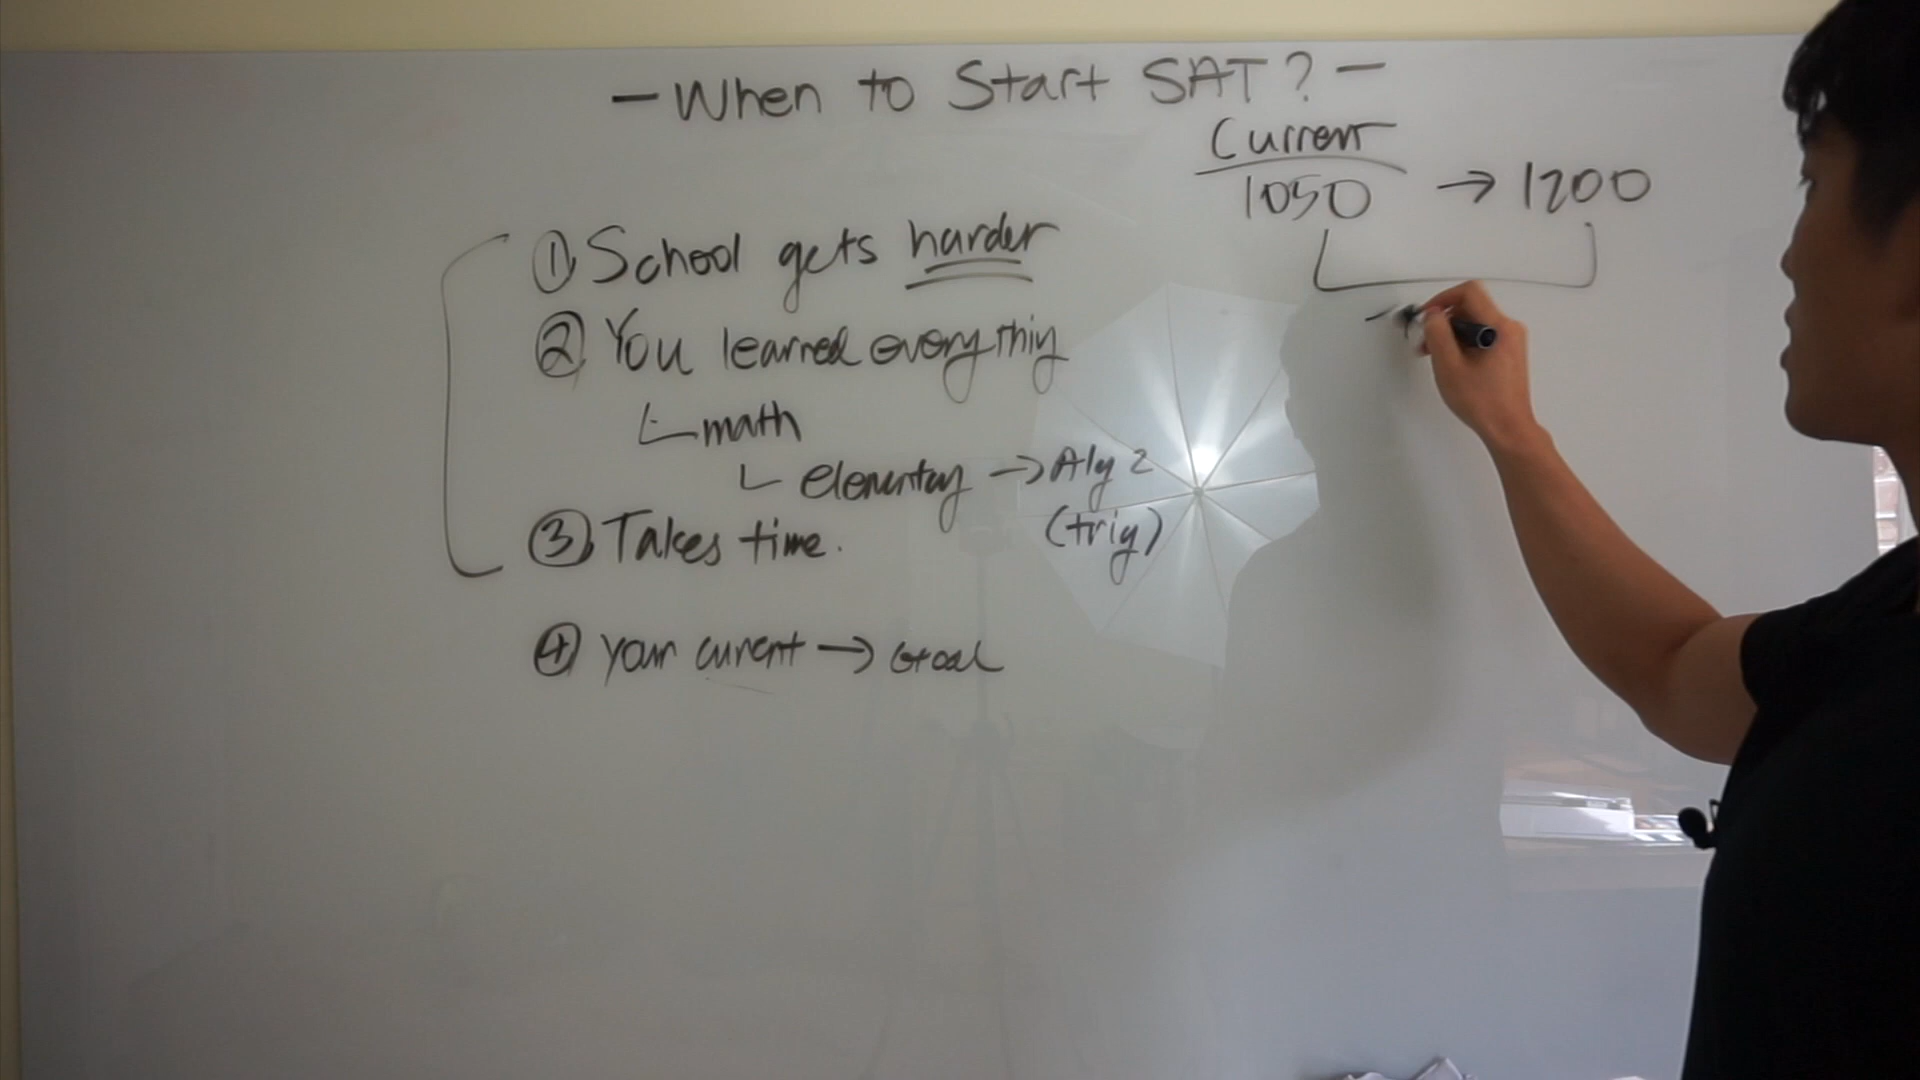 - When to Start SAT? -
Current
1050 → 1200
① School gets harder
② You learned everything
math
elementary → Alg 2
(trig)
③ Takes time.
④ your current → Goal